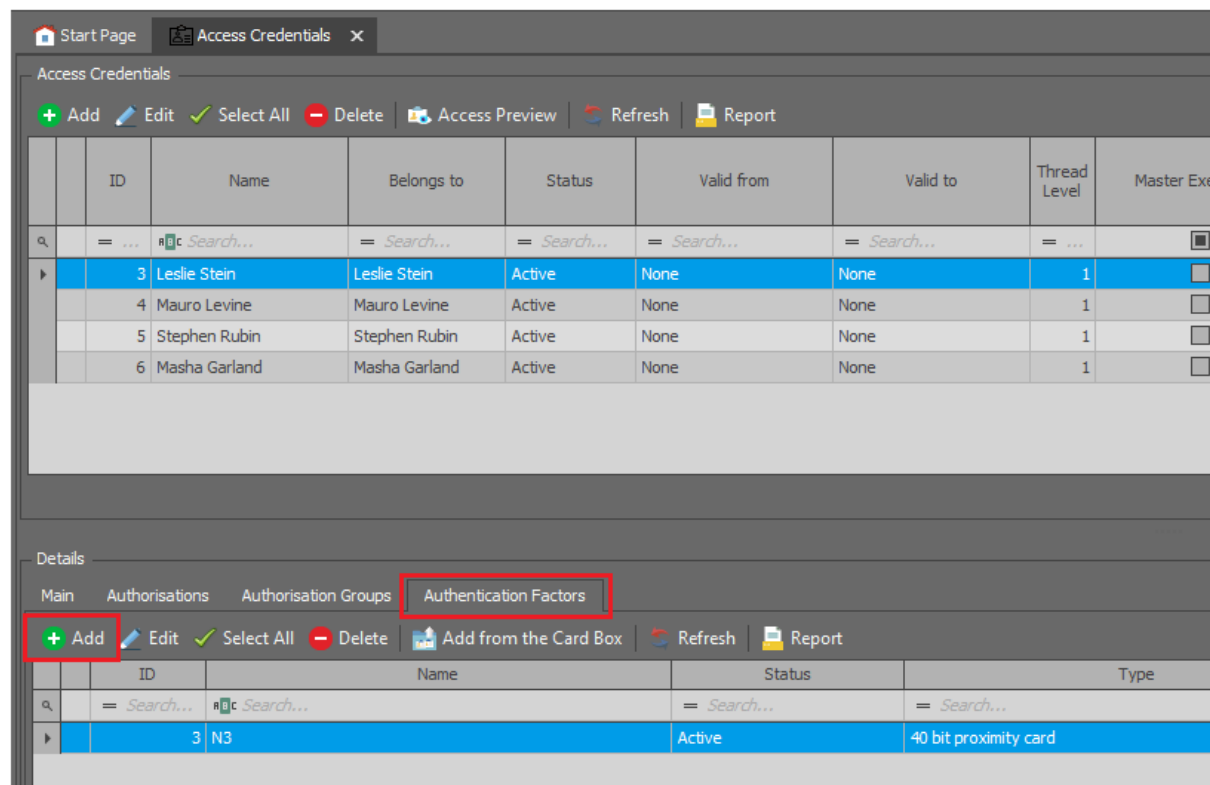 Start Page Access Credentials
Access Credentials
Add Edit Select All Delete Access Preview Refresh Report
ID Name Belongs to Status Valid from Valid to Thread Level Master Exe
= ... ABC Search... = Search... = Search... = Search... = Search... = ...
3 Leslie Stein Leslie Stein Active None None 1
4 Mauro Levine Mauro Levine Active None None 1
5 Stephen Rubin Stephen Rubin Active None None 1
6 Masha Garland Masha Garland Active None None 1
Details
Main Authorisations Authorisation Groups Authentication Factors
Add Edit Select All Delete Add from the Card Box Refresh Report
ID Name Status Type
= Search... ABC Search... = Search... = Search...
3 N3 Active 40 bit proximity card